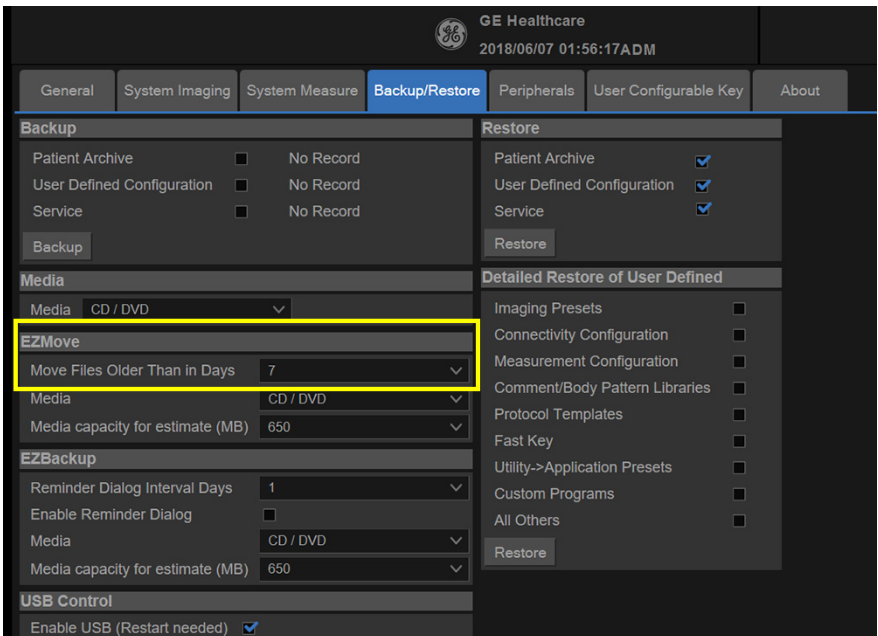 GE Healthcare
2018/06/07 01:56:17ADM
General System Imaging System Measure Backup/Restore Peripherals User Configurable Key About
Backup
Patient Archive No Record
User Defined Configuration No Record
Service No Record
Backup
Media
Media CD / DVD
EZMove
Move Files Older Than in Days 7
Media CD / DVD
Media capacity for estimate (MB) 650
EZBackup
Reminder Dialog Interval Days 1
Enable Reminder Dialog
Media CD / DVD
Media capacity for estimate (MB) 650
USB Control
Enable USB (Restart needed)
Restore
Patient Archive
User Defined Configuration
Service
Restore
Detailed Restore of User Defined
Imaging Presets
Connectivity Configuration
Measurement Configuration
Comment/Body Pattern Libraries
Protocol Templates
Fast Key
Utility->Application Presets
Custom Programs
All Others
Restore